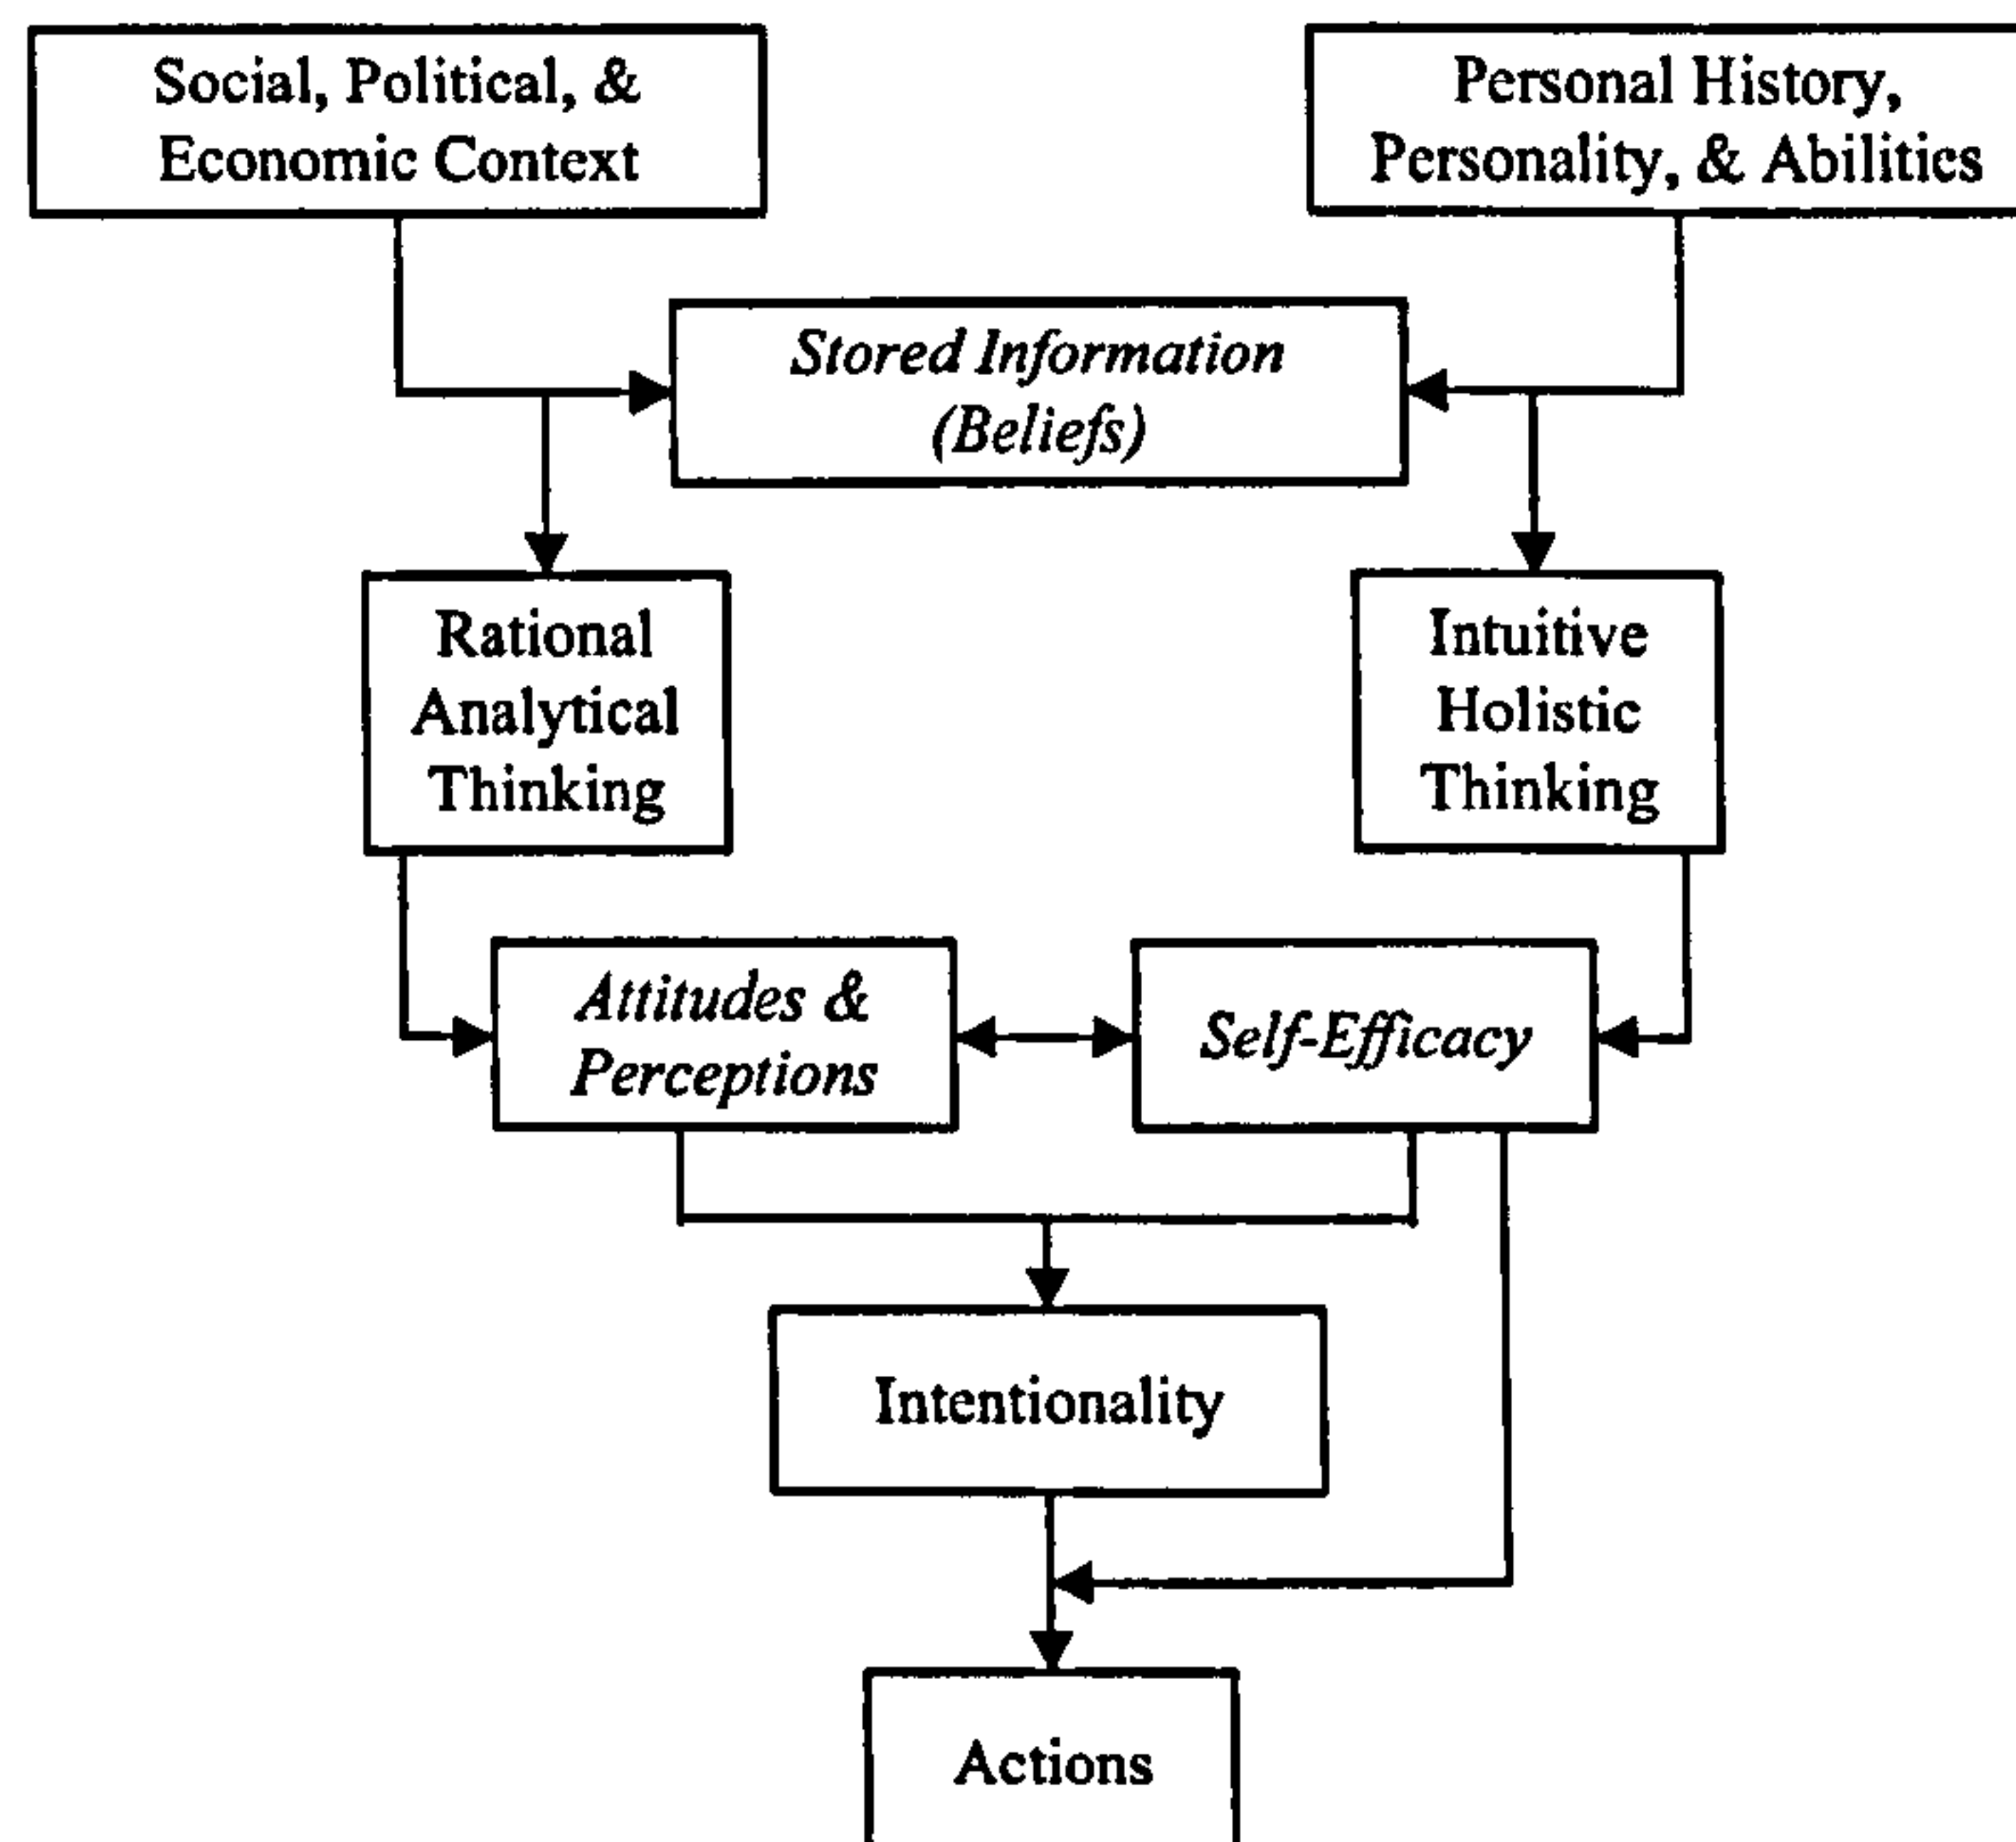 Social, Political, &
Economic Context
Personal History,
Personality, & Abilities
Stored Information
(Beliefs)
Rational
Analytical
Thinking
Intuitive
Holistic
Thinking
Attitudes &
Perceptions
Self-Efficacy
Intentionality
Actions